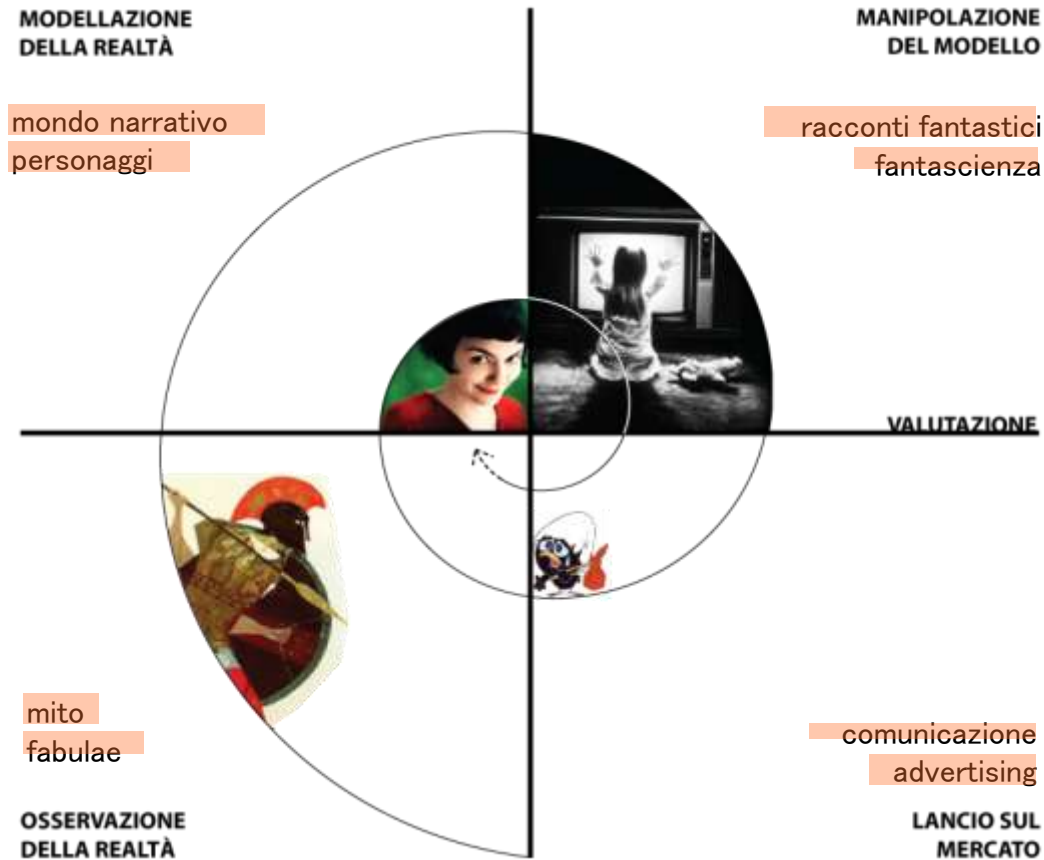 MODELLAZIONE
DELLA REALTÀ
MANIPOLAZIONE
DEL MODELLO
mondo narrativo
personaggi
racconti fantastici
fantascienza
VALUTAZIONE
mito
fabulae
comunicazione
advertising
OSSERVAZIONE
DELLA REALTÀ
LANCIO SUL
MERCATO